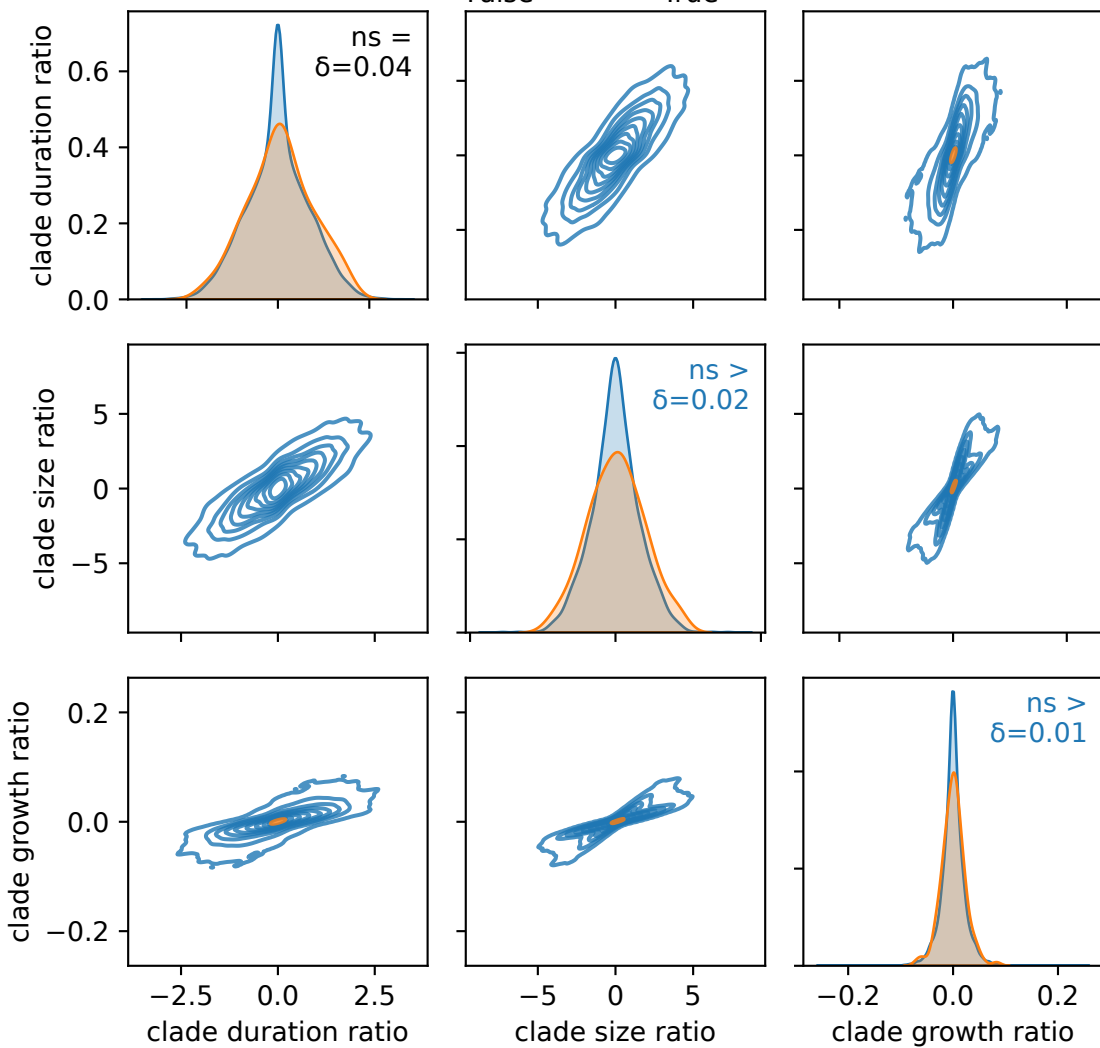 clade duration ratio
0.6
0.4
0.2
0.0
ns =
δ=0.04
clade size ratio
5
0
−5
ns >
δ=0.02
clade growth ratio
0.2
0.0
−0.2
ns >
δ=0.01
−2.5 0.0 2.5
−5 0 5
−0.2 0.0 0.2
clade duration ratio
clade size ratio
clade growth ratio